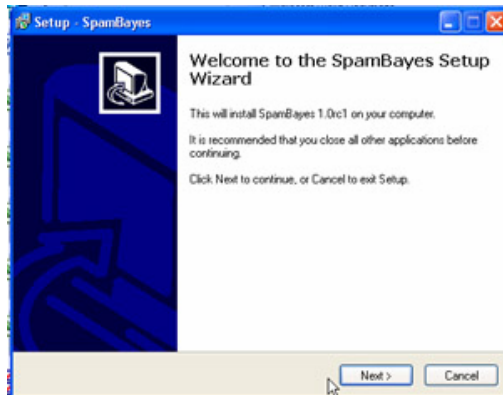 Setup - SpamBayes
Welcome to the SpamBayes Setup
Wizard
This will install SpamBayes 1.0rc1 on your computer.
It is recommended that you close all other applications before
continuing.
Click Next to continue, or Cancel to exit Setup.
Next >
Cancel